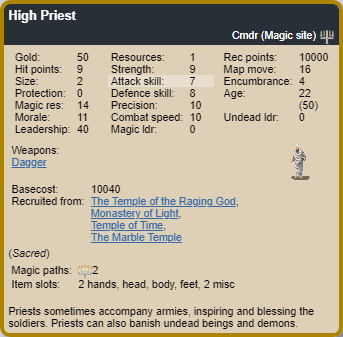 High Priest
Cmdr (Magic site)
Gold: 50 Resources: 1 Rec points: 10000
Hit points: 9 Strength: 9 Map move: 16
Size: 2 Attack skill: 7 Encumbrance: 4
Protection: 0 Defence skill: 8 Age: 22
Magic res: 14 Precision: 10 (50)
Morale: 11 Combat speed: 10 Undead ldr: 0
Leadership: 40 Magic ldr: 0
Weapons:
Dagger
Basecost: 10040
Recruited from: The Temple of the Raging God,
Monastery of Light,
Temple of Time,
The Marble Temple
(Sacred)
Magic paths: 2
Item slots: 2 hands, head, body, feet, 2 misc
Priests sometimes accompany armies, inspiring and blessing the
soldiers. Priests can also banish undead beings and demons.